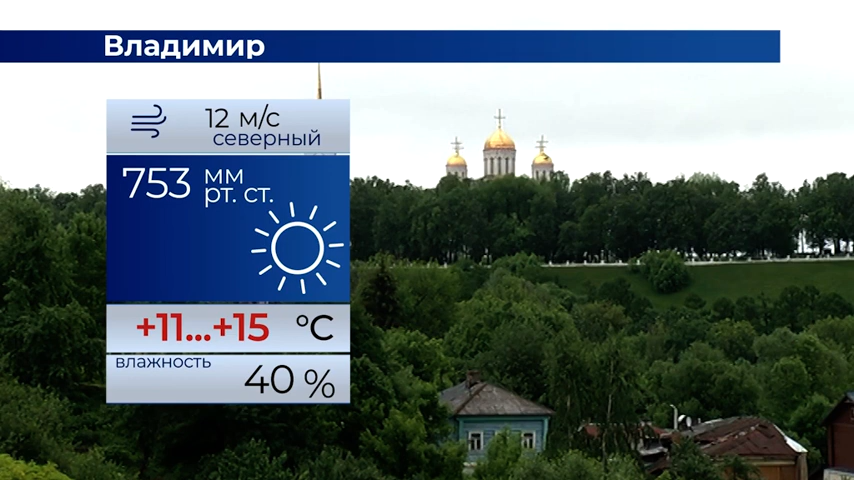 Владимир
12 м/с
северный
753 мм
рт. ст.
+11...+15 °C
влажность
40 %